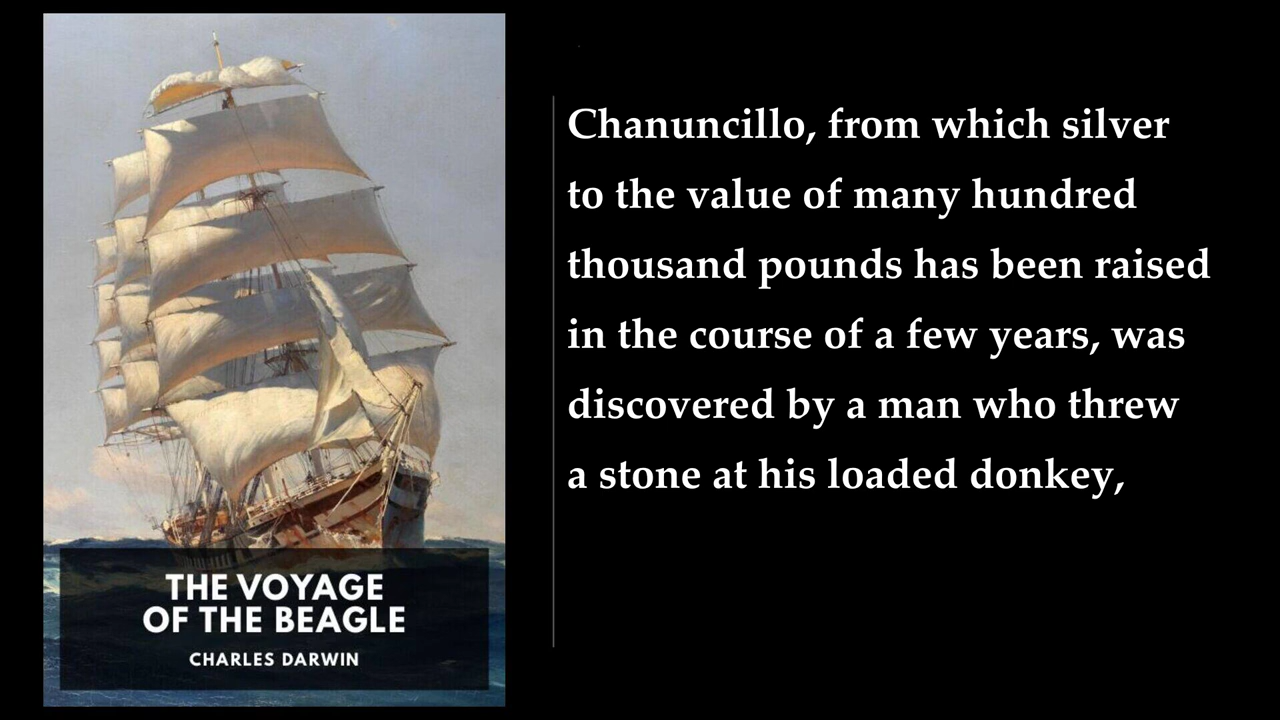 THE VOYAGE
OF THE BEAGLE
CHARLES DARWIN
Chanuncillo, from which silver
to the value of many hundred
thousand pounds has been raised
in the course of a few years, was
discovered by a man who threw
a stone at his loaded donkey,